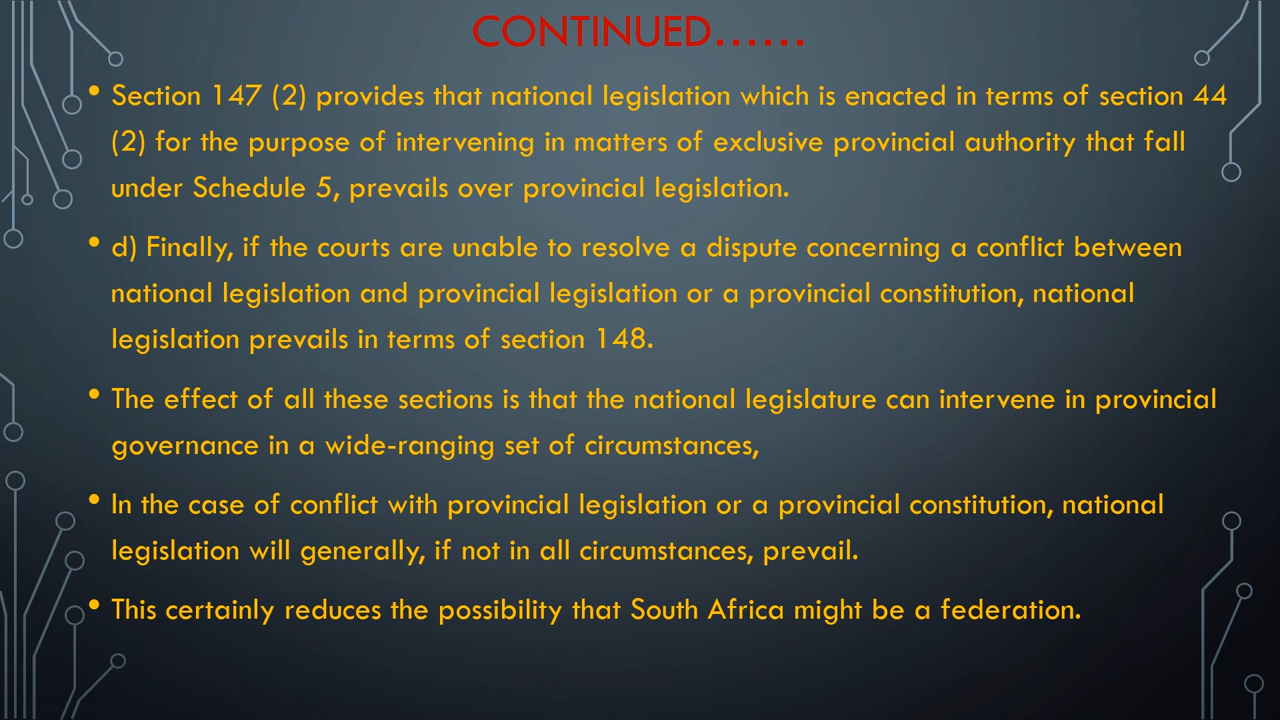 CONTINUED......
• Section 147 (2) provides that national legislation which is enacted in terms of section 44
(2) for the purpose of intervening in matters of exclusive provincial authority that fall
under Schedule 5, prevails over provincial legislation.
• d) Finally, if the courts are unable to resolve a dispute concerning a conflict between
national legislation and provincial legislation or a provincial constitution, national
legislation prevails in terms of section 148.
• The effect of all these sections is that the national legislature can intervene in provincial
governance in a wide-ranging set of circumstances,
• In the case of conflict with provincial legislation or a provincial constitution, national
legislation will generally, if not in all circumstances, prevail.
• This certainly reduces the possibility that South Africa might be a federation.